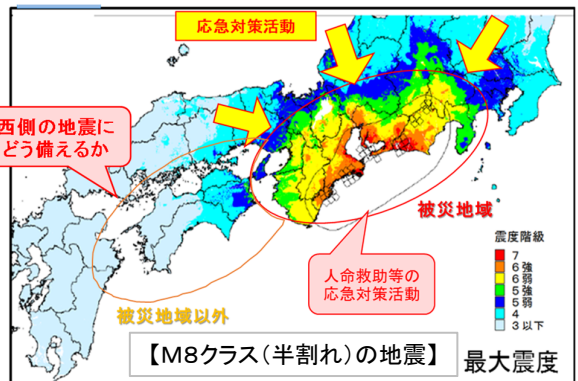 応急対策活動
西側の地震に
どう備えるか
被災地域
震度階級
7
6強
6弱
5強
5弱
4
3以下
人命救助等の
応急対策活動
被災地域以外
【M8クラス(半割れ)の地震】
最大震度